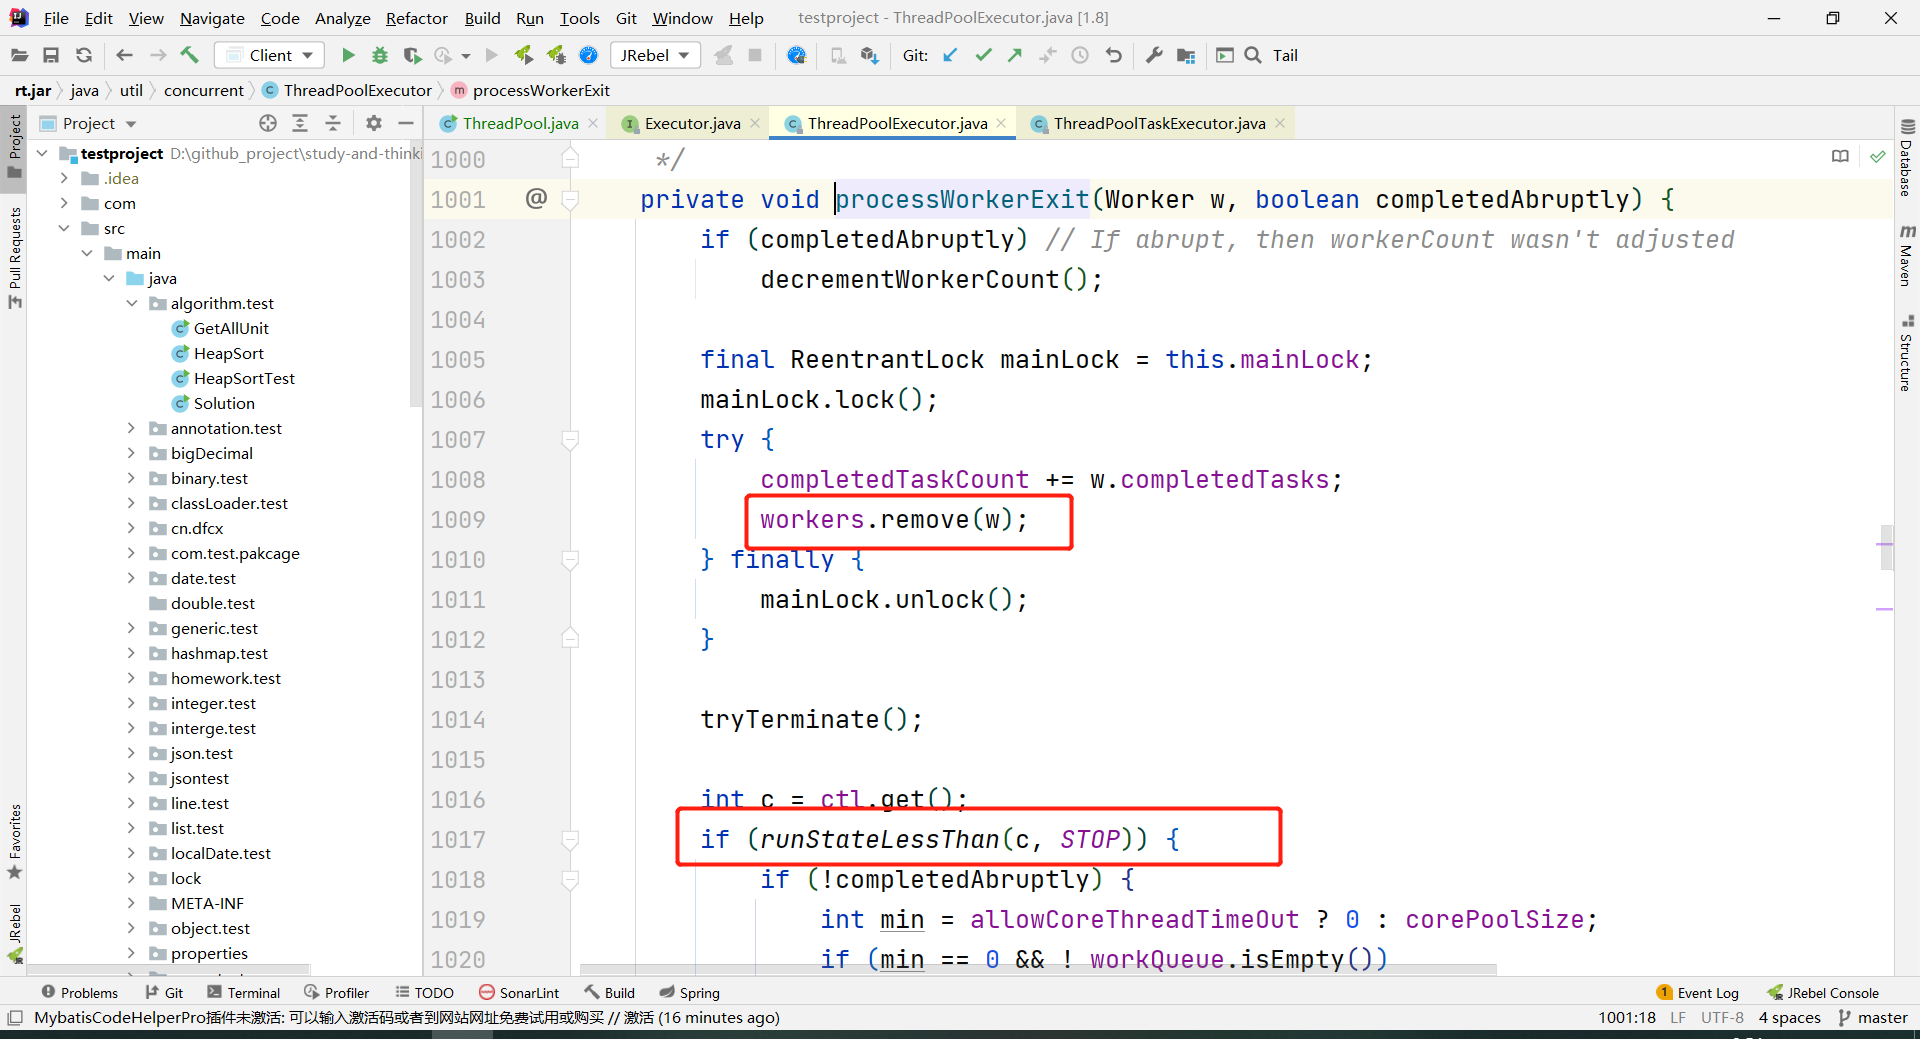 File Edit View Navigate Code Analyze Refactor Build Run Tools Git Window Help testproject - ThreadPoolExecutor.java [1.8]
Client JRebel Git: Tail
rt.jar java util concurrent ThreadPoolExecutor processWorkerExit
Project ThreadPool.java Executor.java ThreadPoolExecutor.java ThreadPoolTaskExecutor.java
Project
Pull Requests
Favorites
JRebel
testproject D:\github_project\study-and-thinki
.idea
com
src
main
java
algorithm.test
GetAllUnit
HeapSort
HeapSortTest
Solution
annotation.test
bigDecimal
binary.test
classLoader.test
cn.dfcx
com.test.pakcage
date.test
double.test
generic.test
hashmap.test
homework.test
integer.test
interge.test
json.test
jsontest
line.test
list.test
localDate.test
lock
META-INF
object.test
properties
1000 */
1001 @ private void processWorkerExit(Worker w, boolean completedAbruptly) {
1002 if (completedAbruptly) // If abrupt, then workerCount wasn't adjusted
1003 decrementWorkerCount();
1004
1005 final ReentrantLock mainLock = this.mainLock;
1006 mainLock.lock();
1007 try {
1008 completedTaskCount += w.completedTasks;
1009 workers.remove(w);
1010 } finally {
1011 mainLock.unlock();
1012 }
1013
1014 tryTerminate();
1015
1016 int c = ctl.get();
1017 if (runStateLessThan(c, STOP)) {
1018 if (!completedAbruptly) {
1019 int min = allowCoreThreadTimeOut ? 0 : corePoolSize;
1020 if (min == 0 && ! workQueue.isEmpty())
Database
Maven
Structure
Problems Git Terminal Profiler TODO SonarLint Build Spring 1 Event Log JRebel Console
MybatisCodeHelperPro插件未激活: 可以输入激活码或者到网站网址免费试用或购买 // 激活 (16 minutes ago) 1001:18 LF UTF-8 4 spaces master